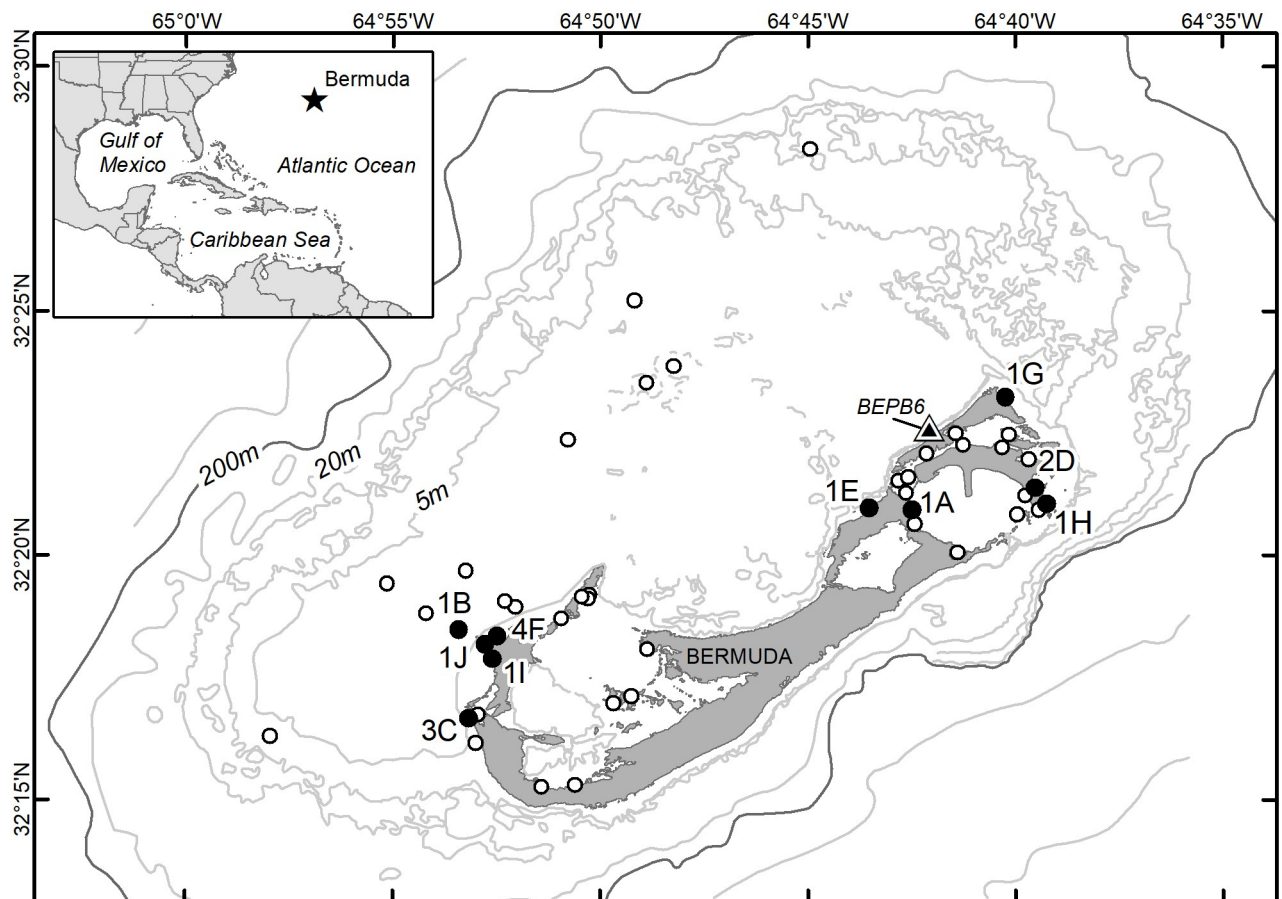 65°0'W 64°55'W 64°50'W 64°45'W 64°40'W 64°35'W
32°30'N
Bermuda
Gulf of
Mexico
Atlantic Ocean
Caribbean Sea
32°25'N
1G
BEPB6
200m
20m
5m
2D
1E
1A
1H
32°20'N
1B
4F
1J
1I
BERMUDA
3C
32°15'N